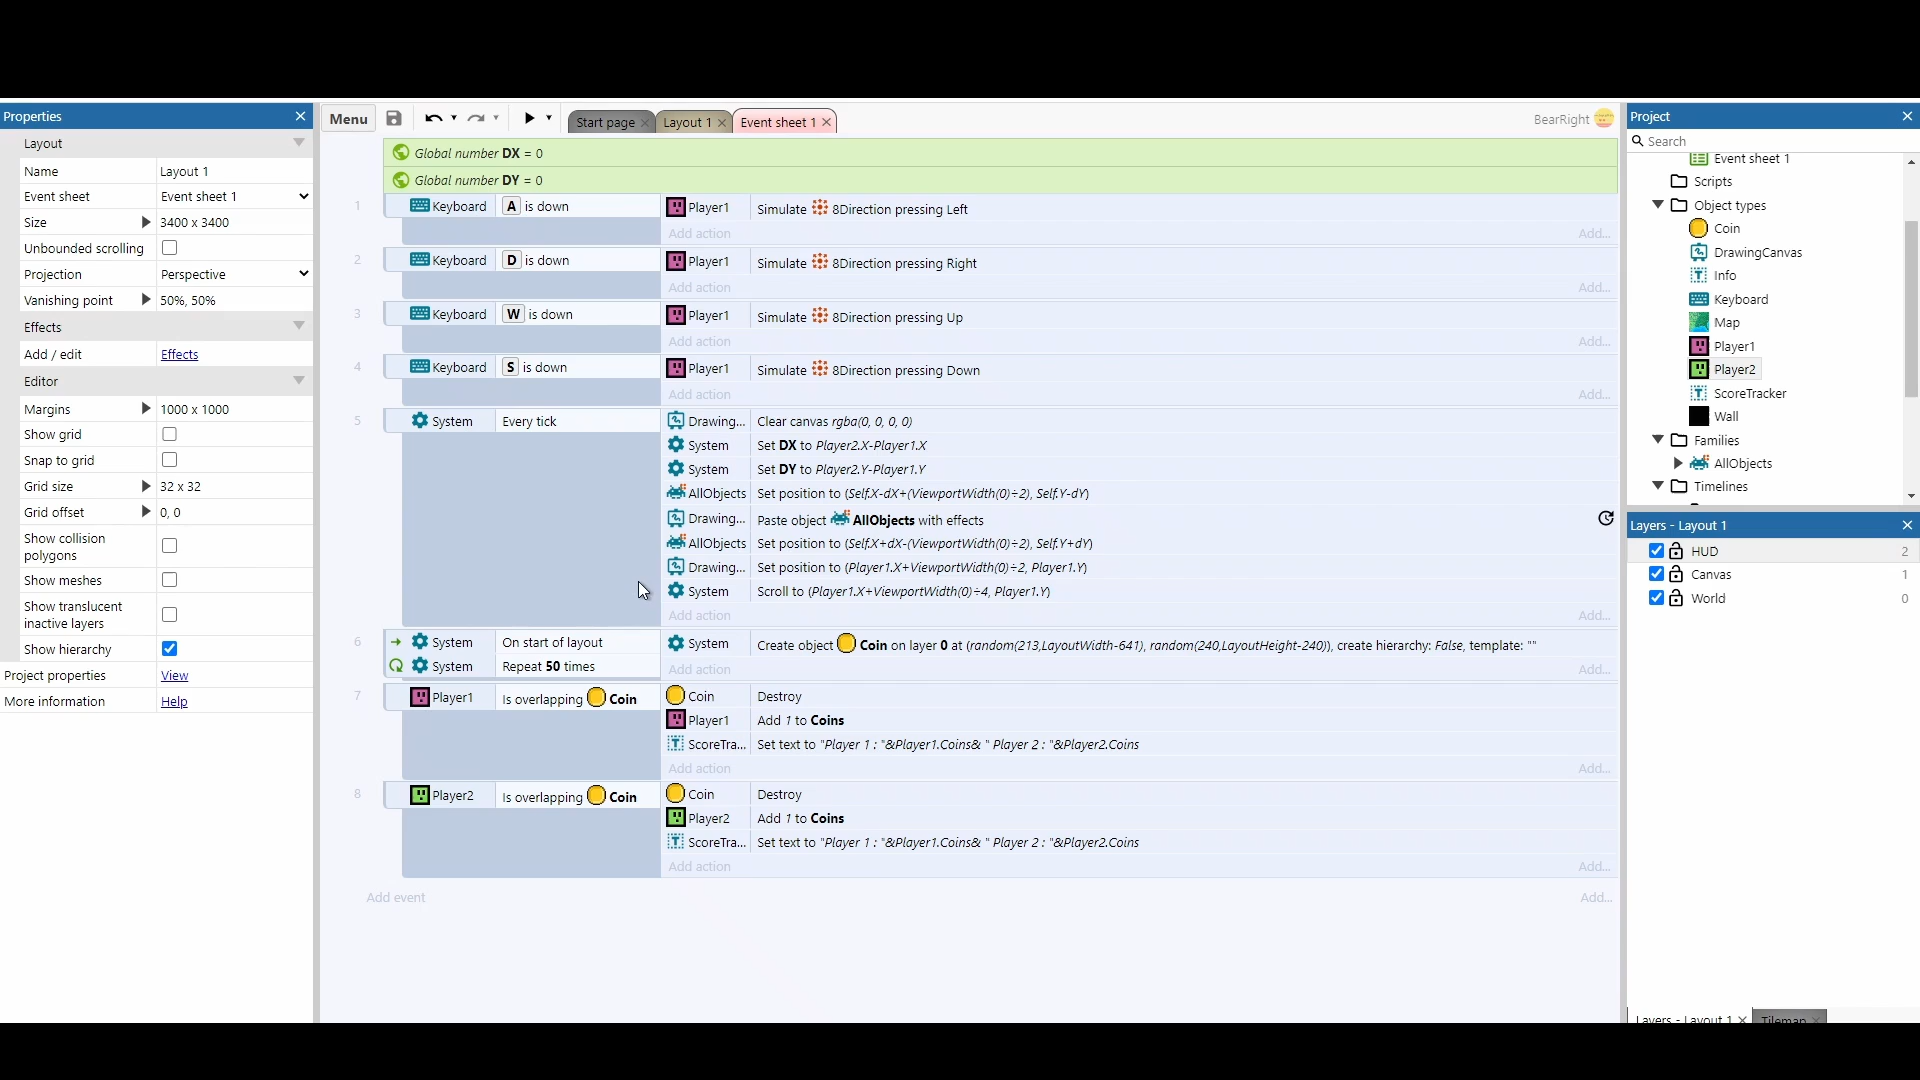 Properties
Layout
Name Layout 1
Event sheet Event sheet 1
Size 3400 x 3400
Unbounded scrolling
Projection Perspective
Vanishing point 50%, 50%
Effects
Add / edit Effects
Editor
Margins 1000 x 1000
Show grid
Snap to grid
Grid size 32 x 32
Grid offset 0, 0
Show collision
polygons
Show meshes
Show translucent
inactive layers
Show hierarchy
Project properties View
More information Help
Menu
Start page
Layout 1
Event sheet 1
BearRight
Global number DX = 0
Global number DY = 0
1 Keyboard A is down Player1 Simulate 8Direction pressing Left
Add action Add...
2 Keyboard D is down Player1 Simulate 8Direction pressing Right
Add action Add...
3 Keyboard W is down Player1 Simulate 8Direction pressing Up
Add action Add...
4 Keyboard S is down Player1 Simulate 8Direction pressing Down
Add action Add...
5 System Every tick Drawing... Clear canvas rgba(0, 0, 0, 0)
System Set DX to Player2.X-Player1.X
System Set DY to Player2.Y-Player1.Y
AllObjects Set position to (Self.X-dX+(ViewportWidth(0)÷2), Self.Y-dY)
Drawing... Paste object AllObjects with effects
AllObjects Set position to (Self.X+dX-(ViewportWidth(0)÷2), Self.Y+dY)
Drawing... Set position to (Player1.X+ViewportWidth(0)÷2, Player1.Y)
System Scroll to (Player1.X+ViewportWidth(0)÷4, Player1.Y)
Add action Add...
6 System On start of layout System Create object Coin on layer 0 at (random(213,LayoutWidth-641), random(240,LayoutHeight-240)), create hierarchy: False, template: ""
System Repeat 50 times Add action Add...
7 Player1 Is overlapping Coin Coin Destroy
Player1 Add 1 to Coins
ScoreTra... Set text to "Player 1 : "&Player1.Coins& " Player 2 : "&Player2.Coins
Add action Add...
8 Player2 Is overlapping Coin Coin Destroy
Player2 Add 1 to Coins
ScoreTra... Set text to "Player 1 : "&Player1.Coins& " Player 2 : "&Player2.Coins
Add action Add...
Add event Add...
Project
Search
Event sheet 1
Scripts
Object types
Coin
DrawingCanvas
Info
Keyboard
Map
Player1
Player2
ScoreTracker
Wall
Families
AllObjects
Timelines
Layers - Layout 1
HUD 2
Canvas 1
World 0
Layers - Layout 1 Tilemap